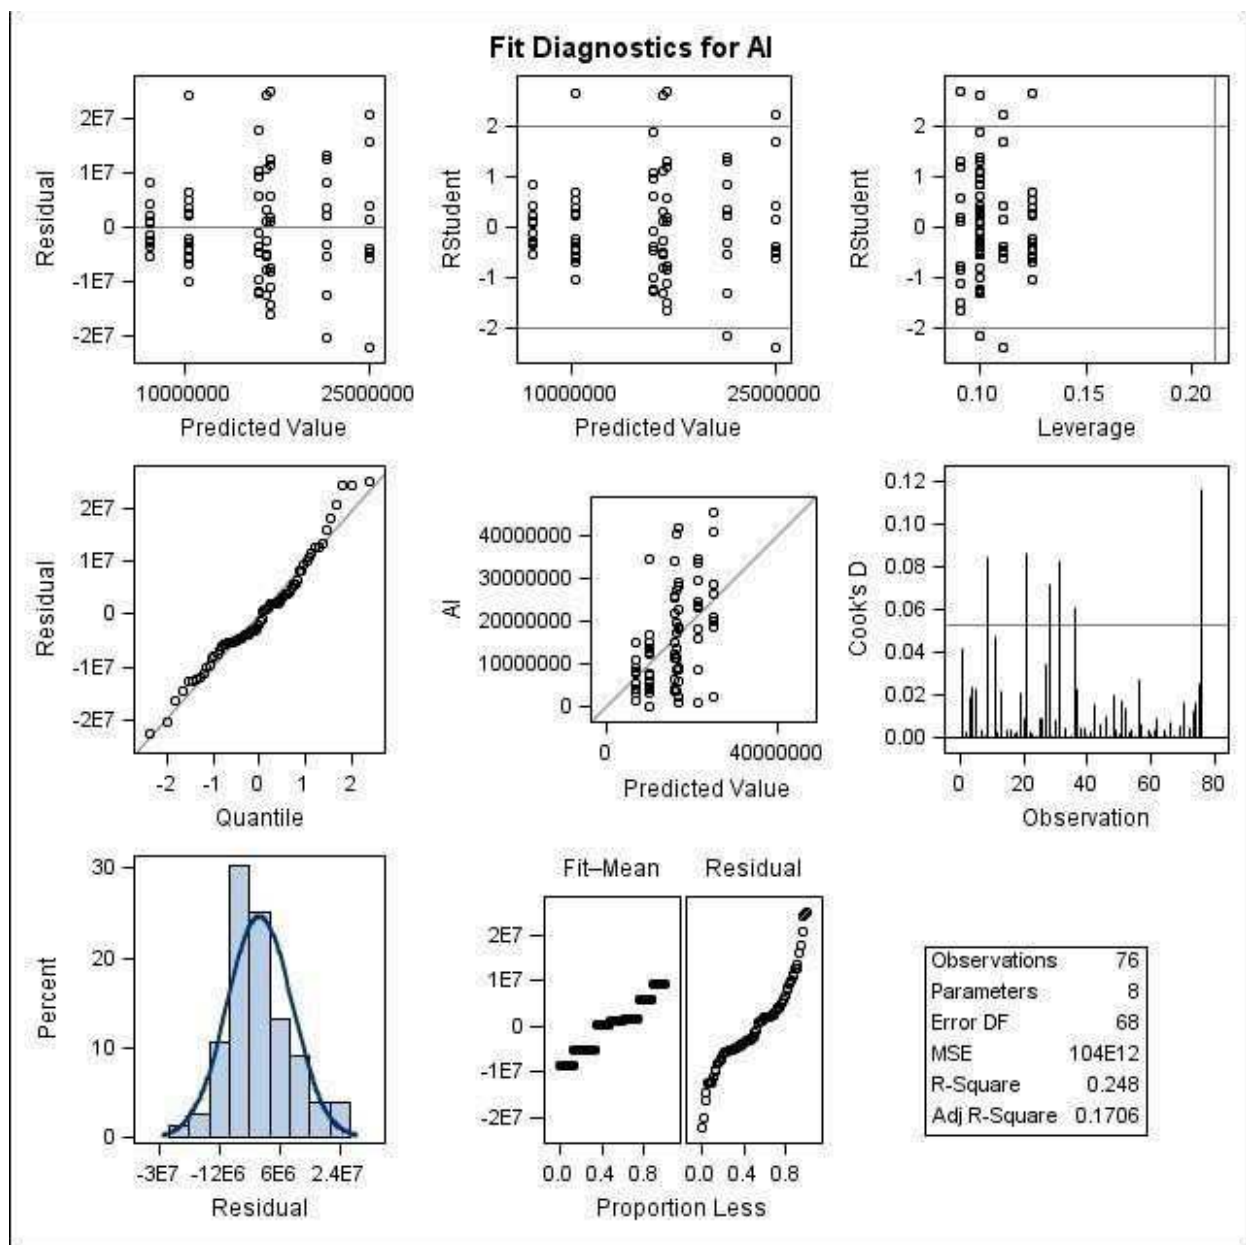 Fit Diagnostics for AI
2E7
1E7
0
-1E7
-2E7
Residual
10000000 25000000
Predicted Value
2
1
0
-1
-2
RStudent
10000000 25000000
Predicted Value
2
1
0
-1
-2
RStudent
0.10 0.15 0.20
Leverage
2E7
1E7
0
-1E7
-2E7
Residual
-2 -1 0 1 2
Quantile
40000000
30000000
20000000
10000000
0
AI
0 40000000
Predicted Value
0.12
0.10
0.08
0.06
0.04
0.02
0.00
Cook's D
0 20 40 60 80
Observation
30
20
10
0
Percent
-3E7 -12E6 6E6 2.4E7
Residual
Fit–Mean Residual
2E7
1E7
0
-1E7
-2E7
0.0 0.4 0.8 0.0 0.4 0.8
Proportion Less
Observations 76
Parameters 8
Error DF 68
MSE 104E12
R-Square 0.248
Adj R-Square 0.1706